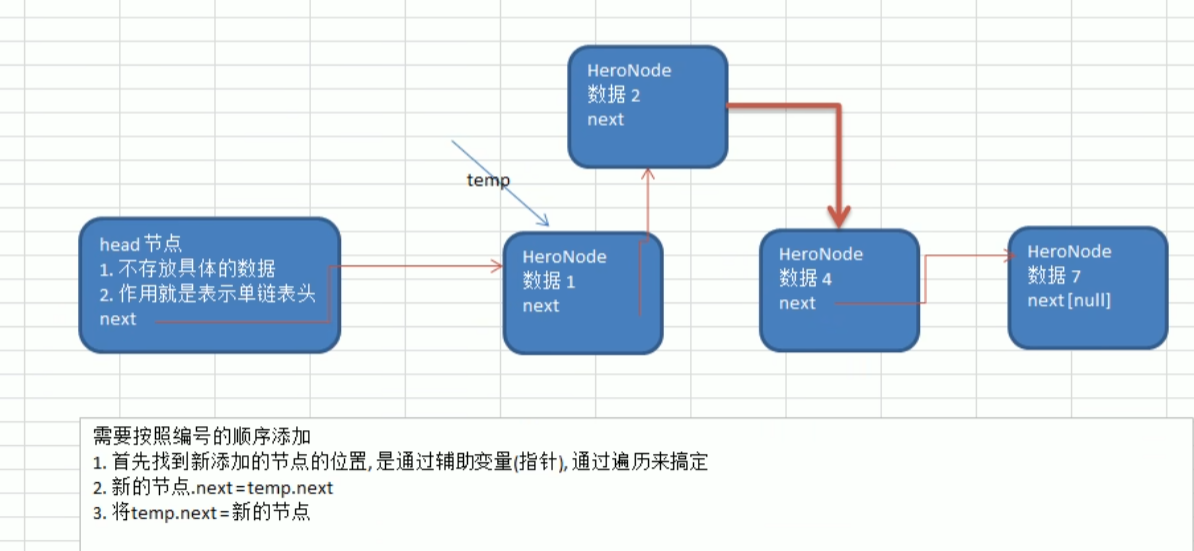 HeroNode
数据 2
next
temp
head 节点
1. 不存放具体的数据
2. 作用就是表示单链表头
next
HeroNode
数据 1
next
HeroNode
数据 4
next
HeroNode
数据 7
next[null]
需要按照编号的顺序添加
1. 首先找到新添加的节点的位置, 是通过辅助变量(指针), 通过遍历来搞定
2. 新的节点.next=temp.next
3. 将temp.next=新的节点